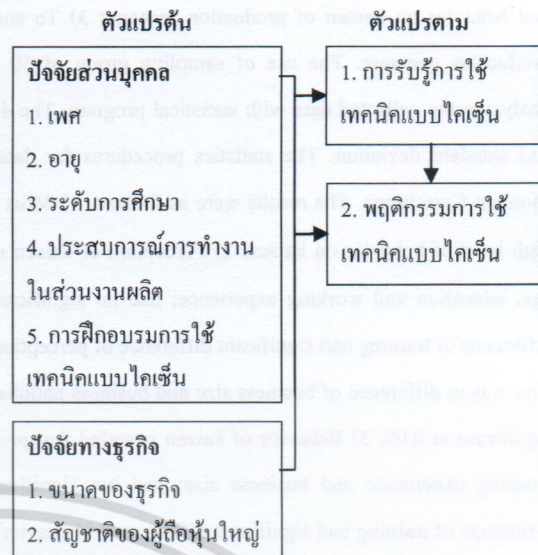 ตัวแปรต้น
ตัวแปรตาม
ปัจจัยส่วนบุคคล
1. เพศ
2. อายุ
3. ระดับการศึกษา
4. ประสบการณ์การทำงาน
ในส่วนงานผลิต
5. การฝึกอบรมการใช้
เทคนิคแบบไคเซ็น
ปัจจัยทางธุรกิจ
1. ขนาดของธุรกิจ
2. สัญชาติของผู้ถือหุ้นใหญ่
1. การรับรู้การใช้
เทคนิคแบบไคเซ็น
2. พฤติกรรมการใช้
เทคนิคแบบไคเซ็น